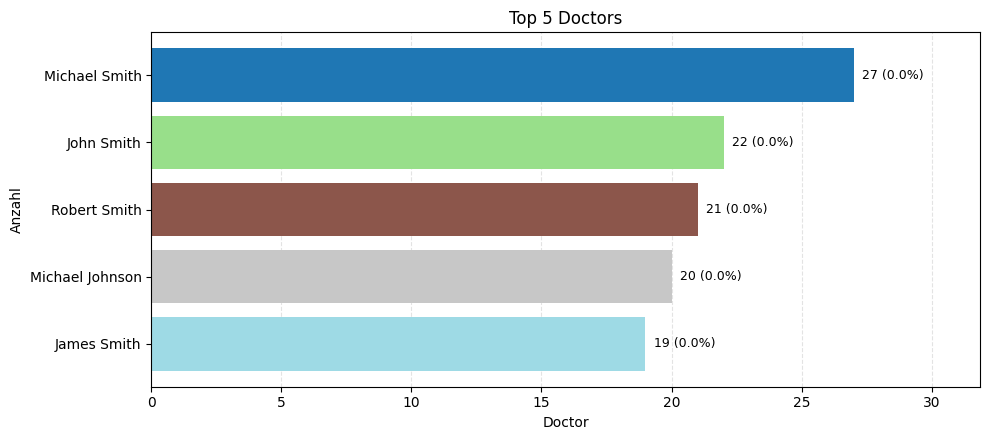 Top 5 Doctors
Michael Smith 27 (0.0%)
John Smith 22 (0.0%)
Robert Smith 21 (0.0%)
Michael Johnson 20 (0.0%)
James Smith 19 (0.0%)
Anzahl
0 5 10 15 20 25 30
Doctor